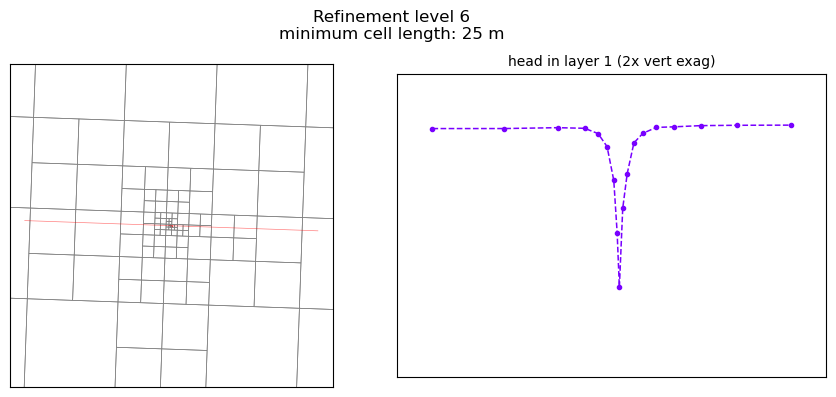 Refinement level 6
minimum cell length: 25 m
head in layer 1 (2x vert exag)